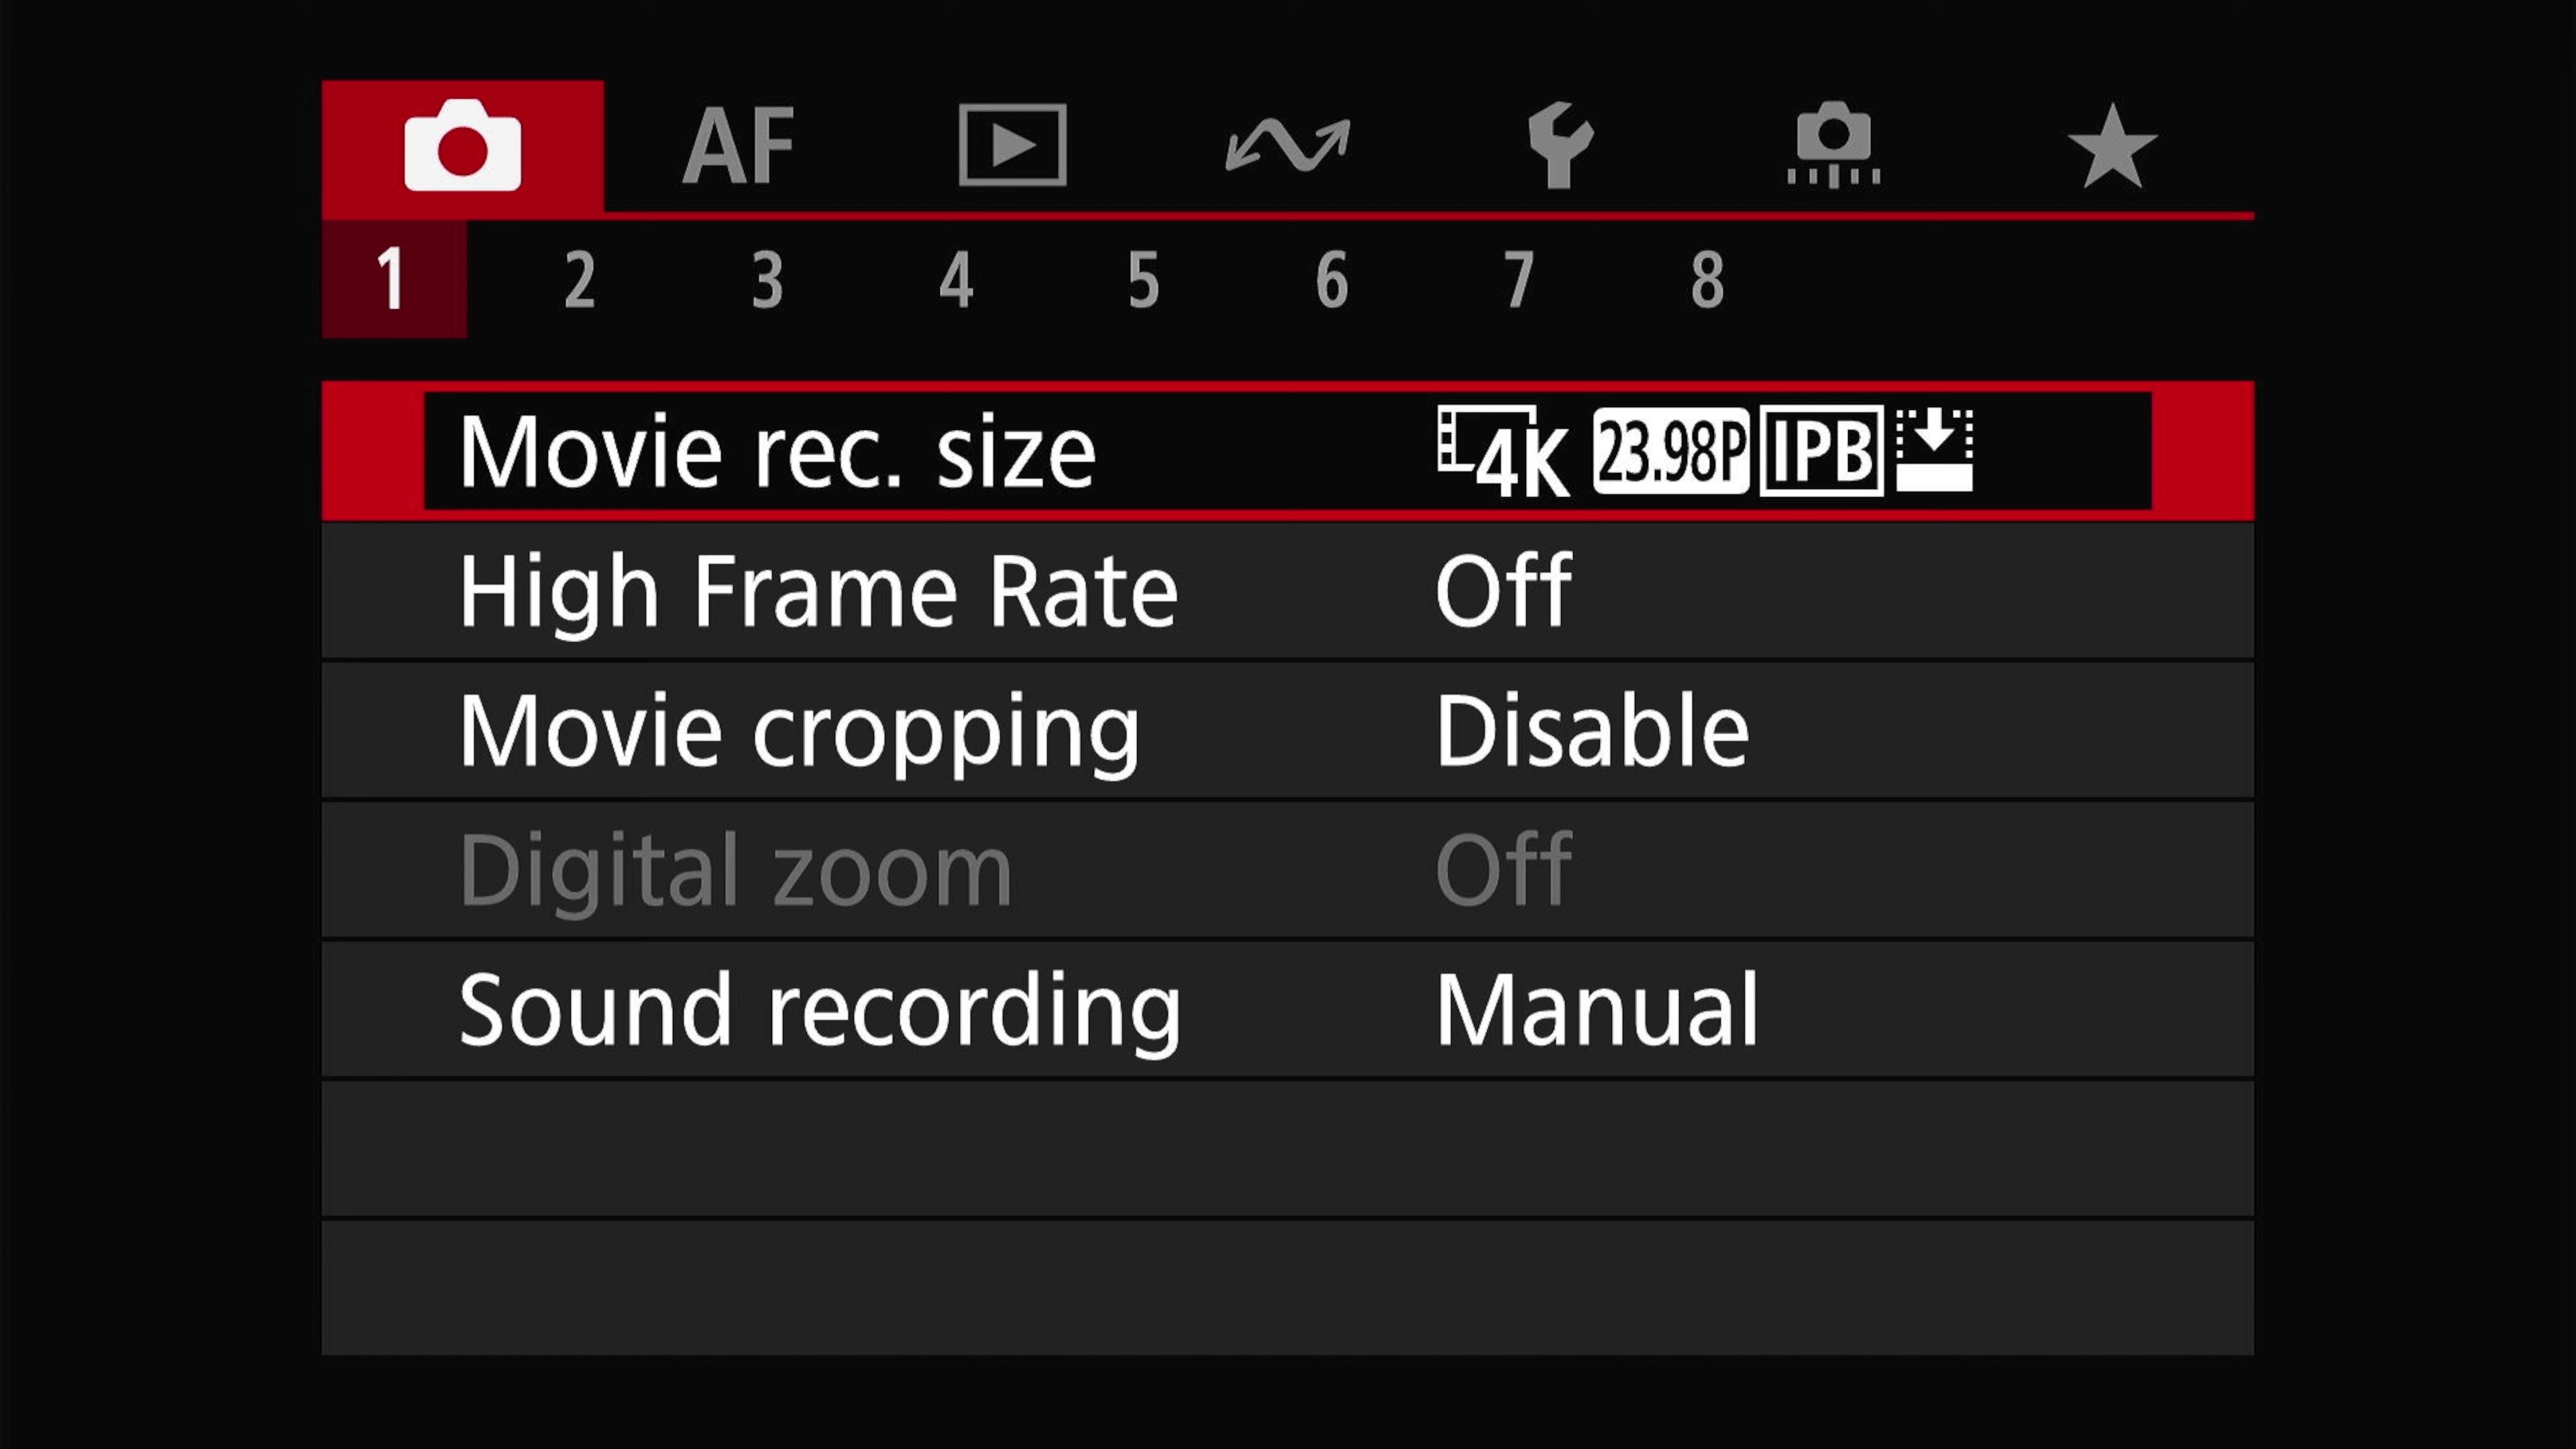 AF
1 2 3 4 5 6 7 8
Movie rec. size 4K 23.98P IPB
High Frame Rate Off
Movie cropping Disable
Digital zoom Off
Sound recording Manual